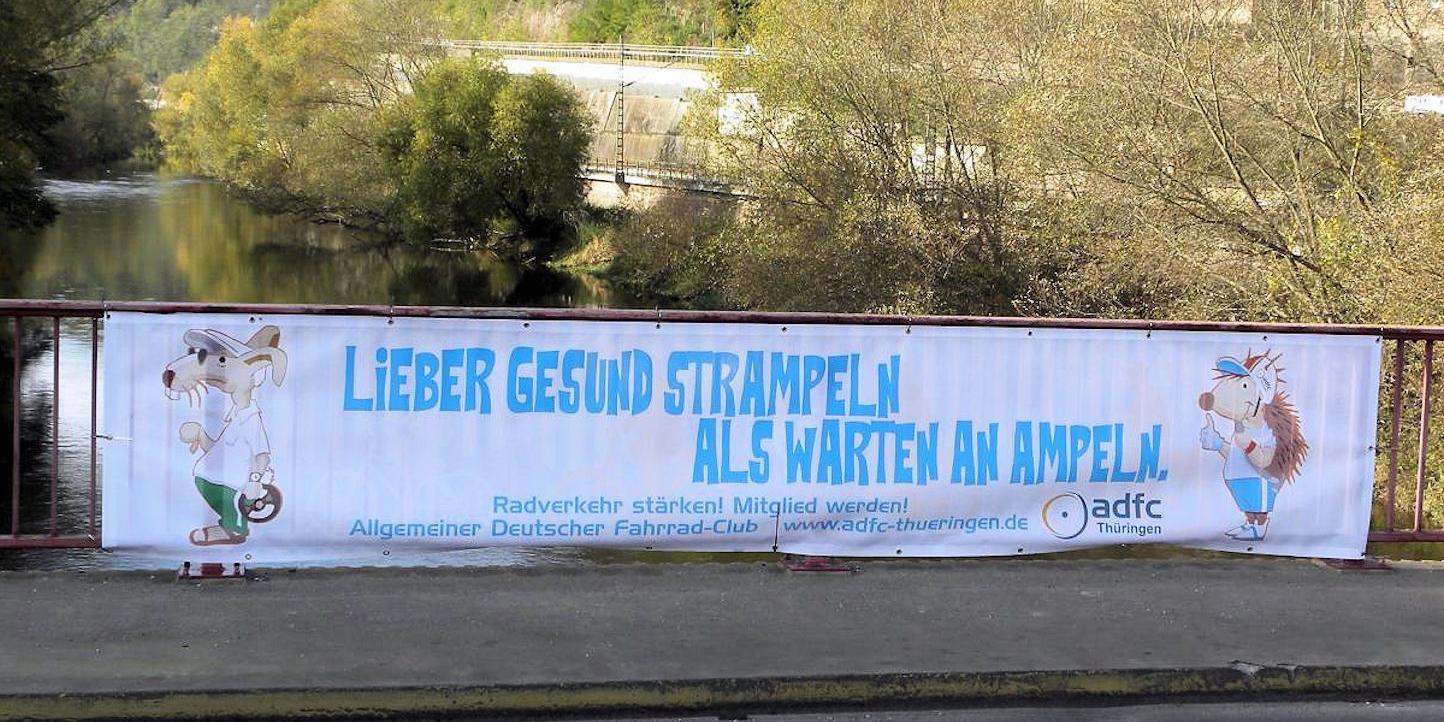 LiEBER GESUND STRAMPELN
ALS WARTEN AN AMPELN.
Radverkehr stärken! Mitglied werden!
Allgemeiner Deutscher Fahrrad-Club | www.adfc-thueringen.de
adfc
Thüringen